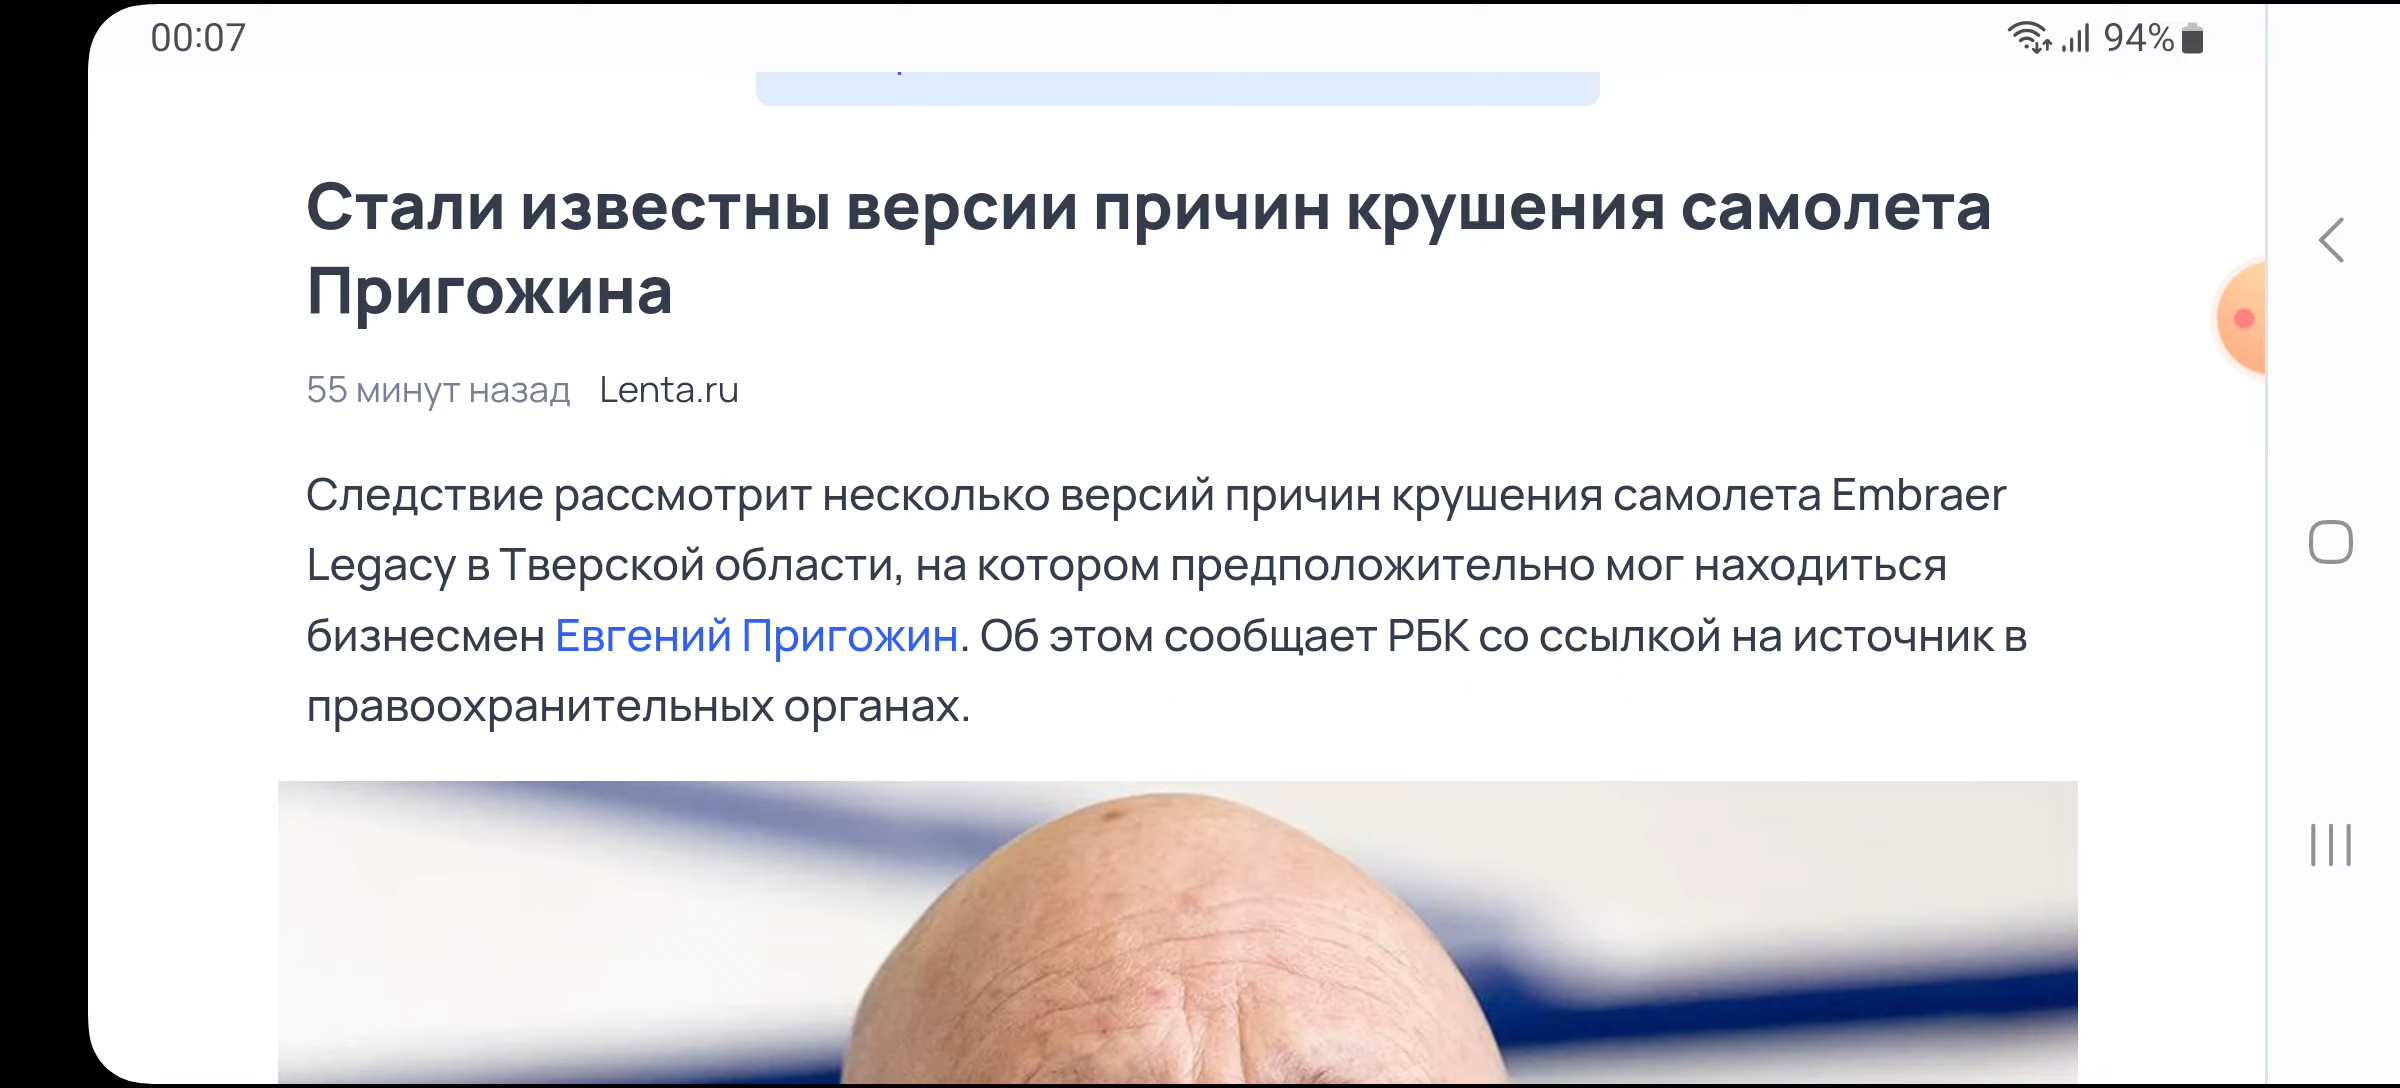 00:07
94%
Стали известны версии причин крушения самолета
Пригожина
55 минут назад Lenta.ru
Следствие рассмотрит несколько версий причин крушения самолета Embraer
Legacy в Тверской области, на котором предположительно мог находиться
бизнесмен Евгений Пригожин. Об этом сообщает РБК со ссылкой на источник в
правоохранительных органах.